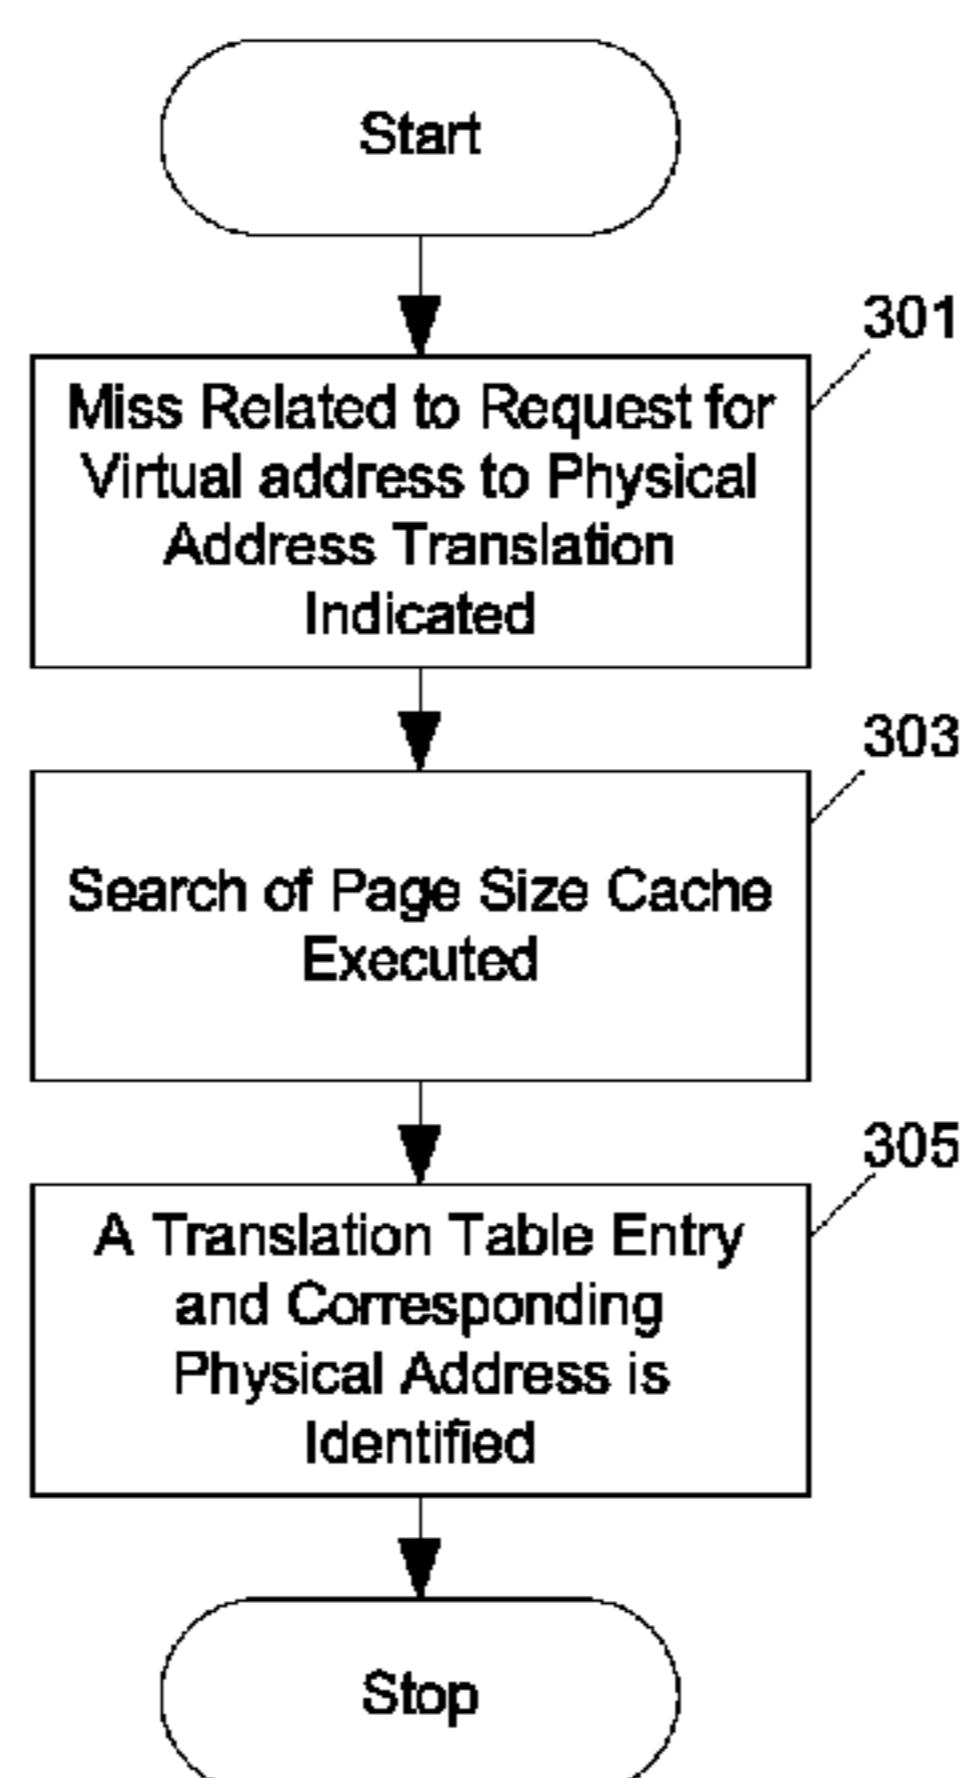 Start
301
Miss Related to Request for
Virtual address to Physical
Address Translation
Indicated
303
Search of Page Size Cache
Executed
305
A Translation Table Entry
and Corresponding
Physical Address is
Identified
Stop